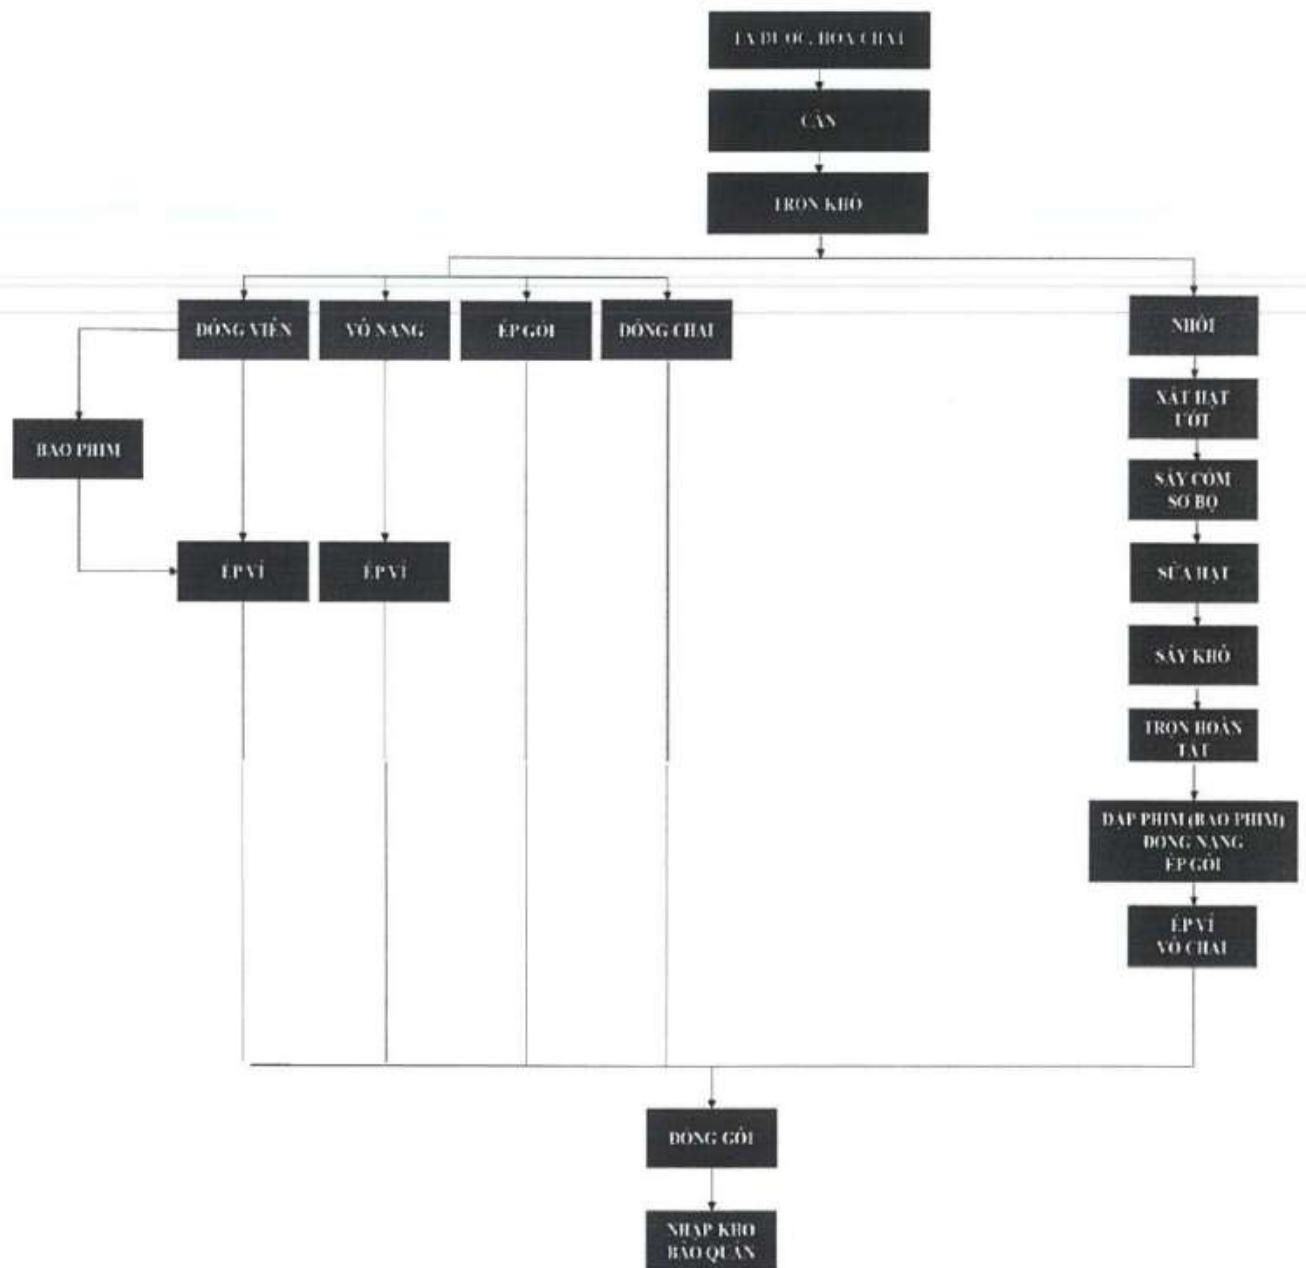 TÁ DƯỢC, HOÁ CHẤT
CÂN
TRỘN KHÔ
ĐÓNG VIÊN
VÔ NANG
ÉP GÓI
ĐÓNG CHAI
NHỒI
BAO PHIM
XÁT HẠT
ƯỚT
SẤY CỐM
SƠ BỘ
ÉP VỈ
ÉP VỈ
SỬA HẠT
SẤY KHÔ
TRỘN HOÀN
TẤT
DẬP PHIM (BAO PHIM)
ĐÓNG NANG
ÉP GÓI
ÉP VỈ
VÔ CHAI
ĐÓNG GÓI
NHẬP KHO
BẢO QUẢN